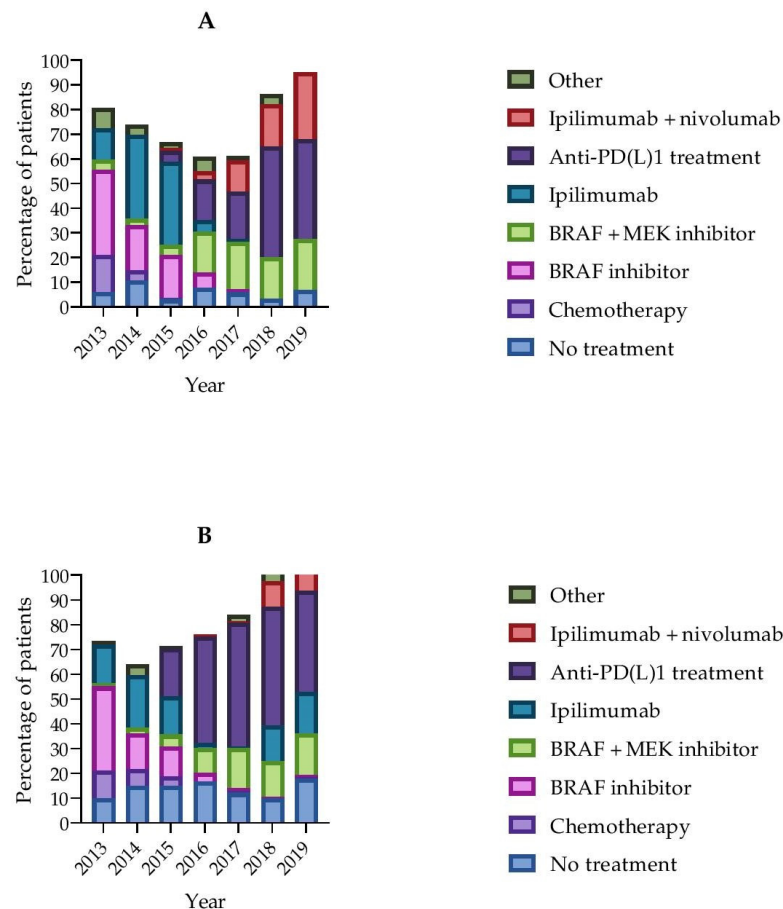 A
Percentage of patients
100
90
80
70
60
50
40
30
20
10
0
2013
2014
2015
2016
2017
2018
2019
Year
Other
Ipilimumab + nivolumab
Anti-PD(L)1 treatment
Ipilimumab
BRAF + MEK inhibitor
BRAF inhibitor
Chemotherapy
No treatment
B
Percentage of patients
100
90
80
70
60
50
40
30
20
10
0
2013
2014
2015
2016
2017
2018
2019
Year
Other
Ipilimumab + nivolumab
Anti-PD(L)1 treatment
Ipilimumab
BRAF + MEK inhibitor
BRAF inhibitor
Chemotherapy
No treatment